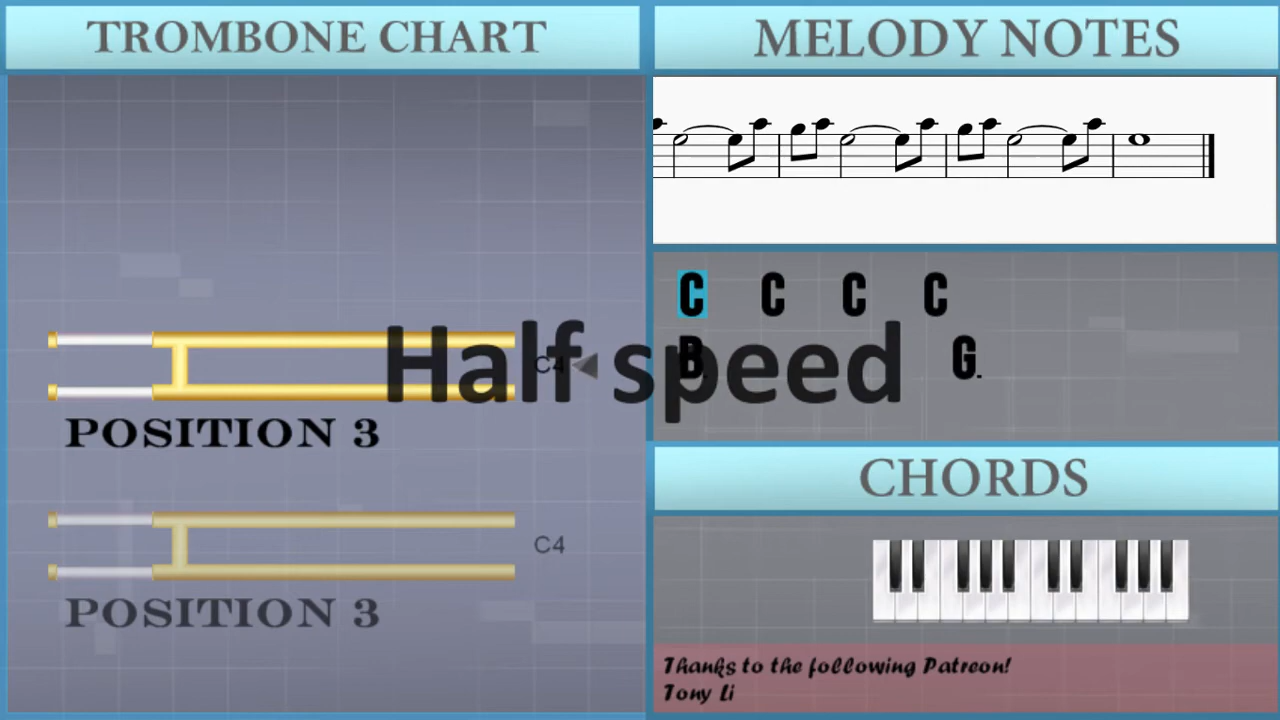 TROMBONE CHART
MELODY NOTES
C C C C
B. G.
Half speed
C4
POSITION 3
C4
POSITION 3
CHORDS
Thanks to the following Patreon!
Tony Li